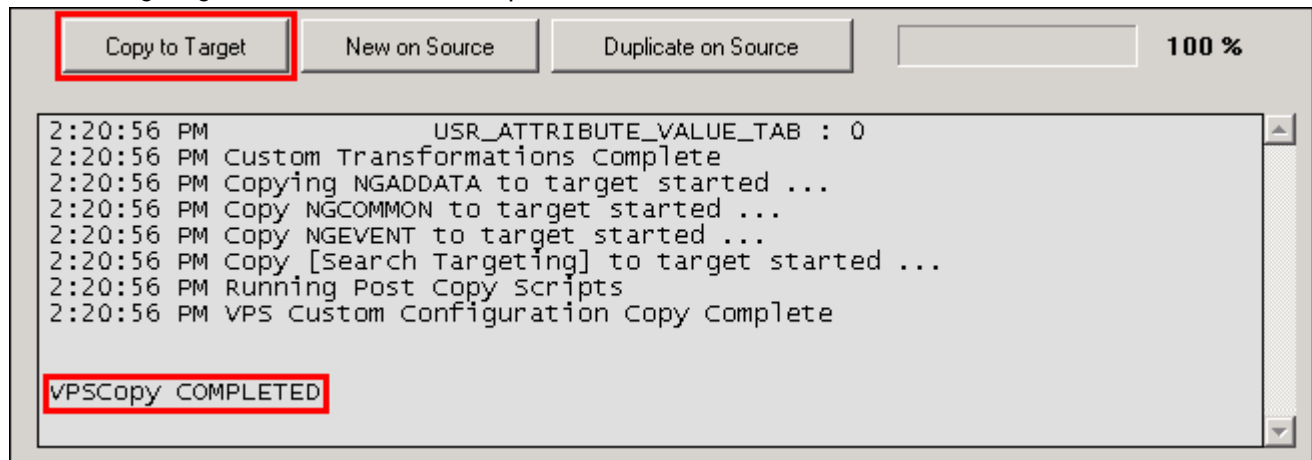 Copy to Target New on Source Duplicate on Source 100 %
2:20:56 PM USR_ATTRIBUTE_VALUE_TAB : 0
2:20:56 PM Custom Transformations Complete
2:20:56 PM Copying NGADDATA to target started ...
2:20:56 PM Copy NGCOMMON to target started ...
2:20:56 PM Copy NGEVENT to target started ...
2:20:56 PM Copy [Search Targeting] to target started ...
2:20:56 PM Running Post Copy Scripts
2:20:56 PM VPS Custom Configuration Copy Complete
VPSCopy COMPLETED